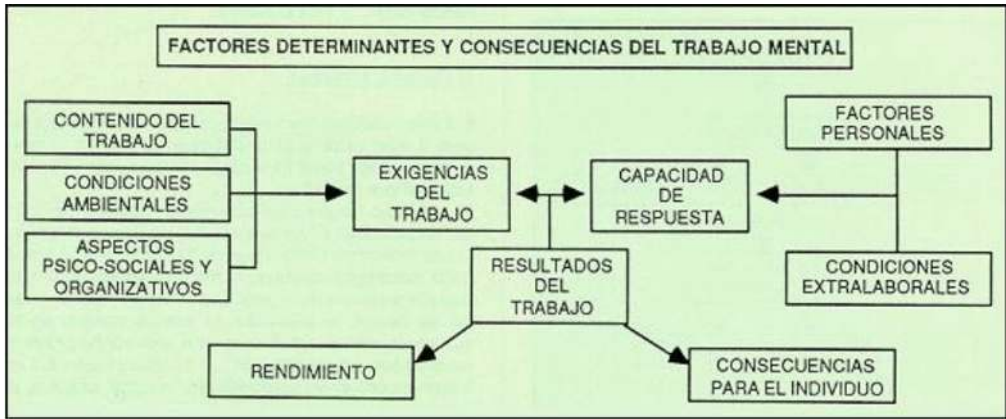 FACTORES DETERMINANTES Y CONSECUENCIAS DEL TRABAJO MENTAL
CONTENIDO DEL
TRABAJO
CONDICIONES
AMBIENTALES
ASPECTOS
PSICO-SOCIALES Y
ORGANIZATIVOS
EXIGENCIAS
DEL
TRABAJO
CAPACIDAD
DE
RESPUESTA
FACTORES
PERSONALES
CONDICIONES
EXTRALABORALES
RESULTADOS
DEL
TRABAJO
RENDIMIENTO
CONSECUENCIAS
PARA EL INDIVIDUO